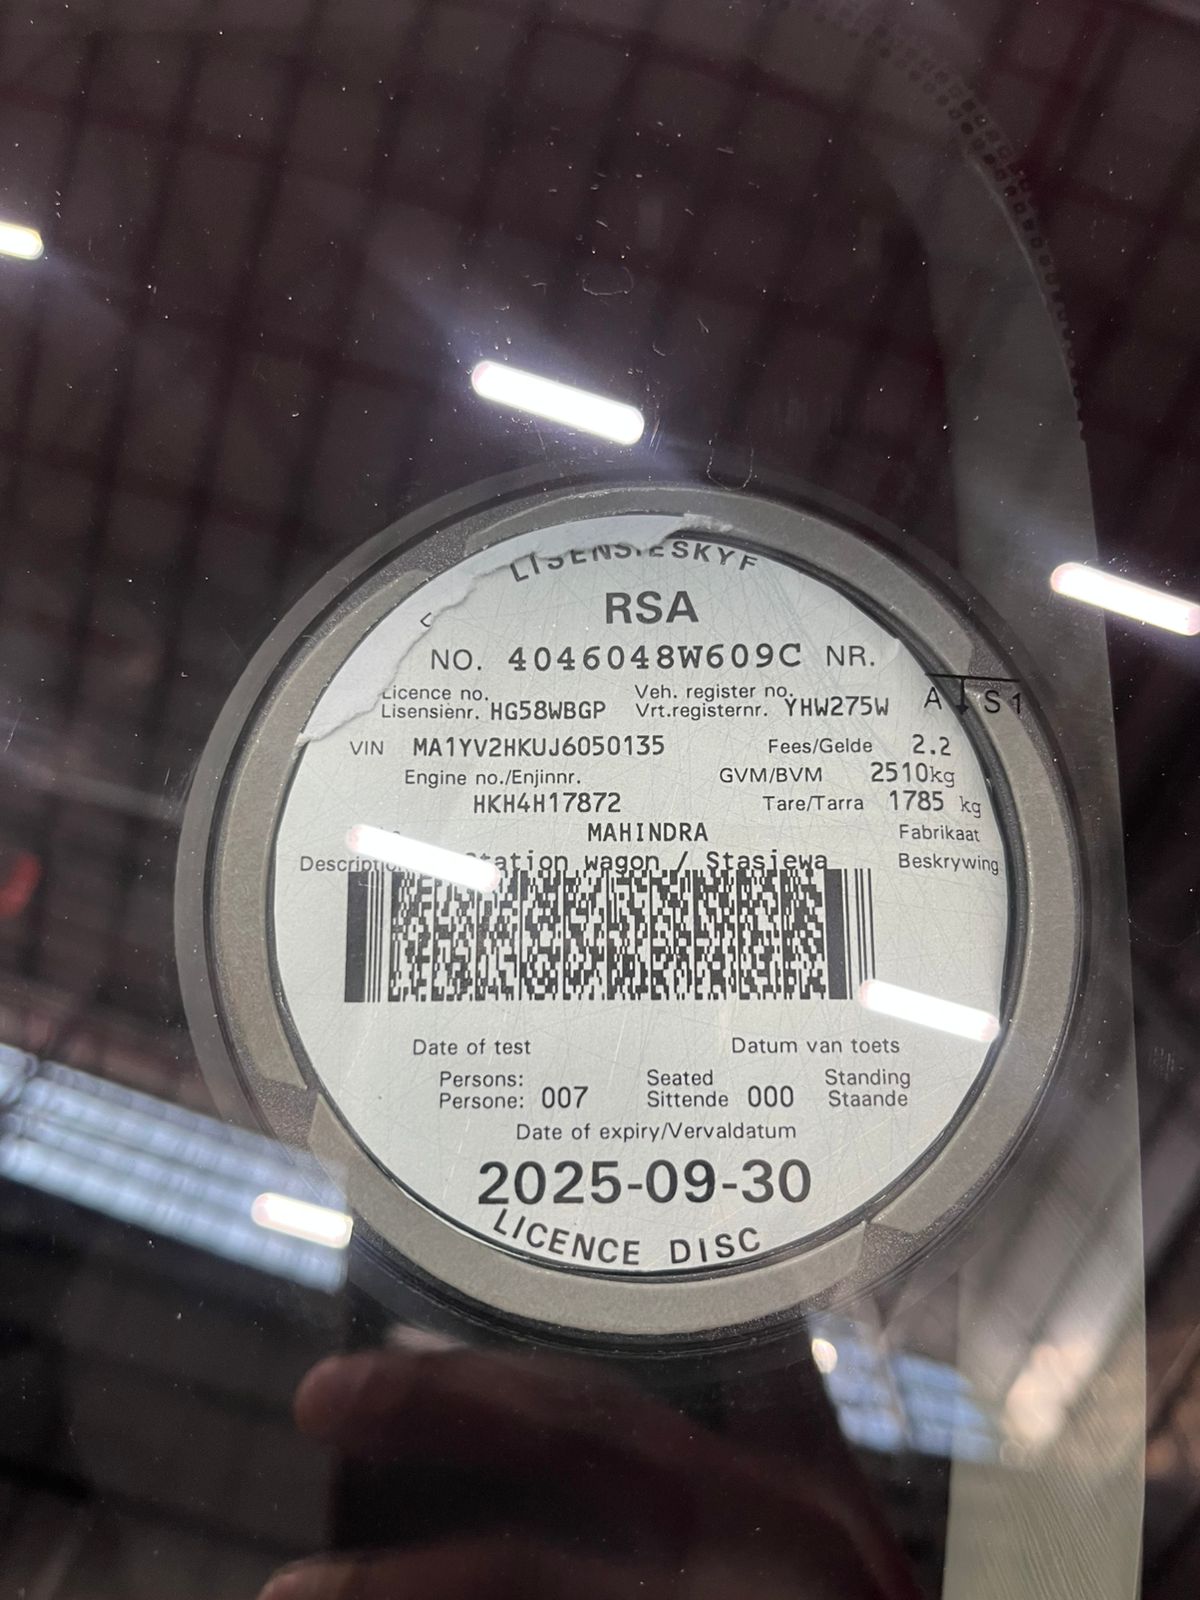 LISENSIESKYF
RSA
NO. 4046048W609C NR.
Licence no. Veh. register no.
Lisensienr. HG58WBGP Vrt.registernr. YHW275W
A S1
VIN MA1YV2HKUJ6050135 Fees/Gelde 2.2
Engine no./Enjinnr. GVM/BVM 2510kg
HKH4H17872 Tare/Tarra 1785 kg
MAHINDRA Fabrikaat
Description Station wagon / Stasiewa Beskrywing
Date of test Datum van toets
Persons: Seated Standing
Persone: 007 Sittende 000 Staande
Date of expiry/Vervaldatum
2025-09-30
LICENCE DISC